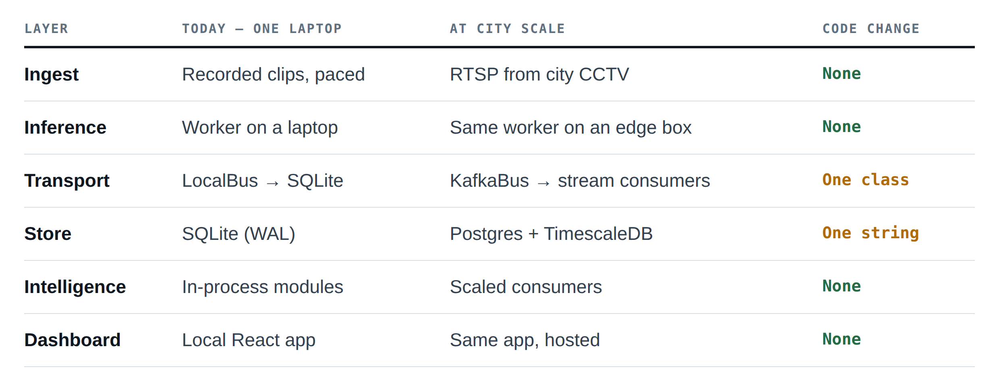 LAYER TODAY — ONE LAPTOP AT CITY SCALE CODE CHANGE
Ingest Recorded clips, paced RTSP from city CCTV None
Inference Worker on a laptop Same worker on an edge box None
Transport LocalBus → SQLite KafkaBus → stream consumers One class
Store SQLite (WAL) Postgres + TimescaleDB One string
Intelligence In-process modules Scaled consumers None
Dashboard Local React app Same app, hosted None